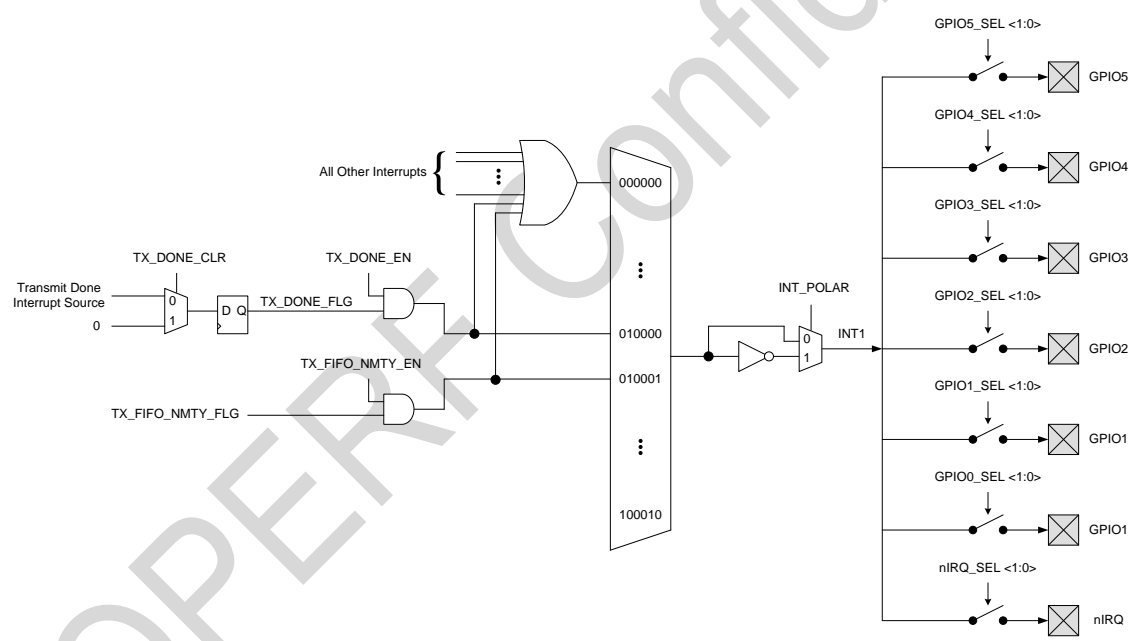 GPIO5_SEL <1:0>
GPIO5
GPIO4_SEL <1:0>
GPIO4
GPIO3_SEL <1:0>
GPIO3
GPIO2_SEL <1:0>
GPIO2
GPIO1_SEL <1:0>
GPIO1
GPIO0_SEL <1:0>
GPIO1
nIRQ_SEL <1:0>
nIRQ
All Other Interrupts
000000
010000
010001
100010
TX_DONE_CLR
Transmit Done
Interrupt Source
0
0
1
D Q
TX_DONE_FLG
TX_DONE_EN
TX_FIFO_NMTY_EN
TX_FIFO_NMTY_FLG
INT_POLAR
0
1
INT1
OPERF Confid